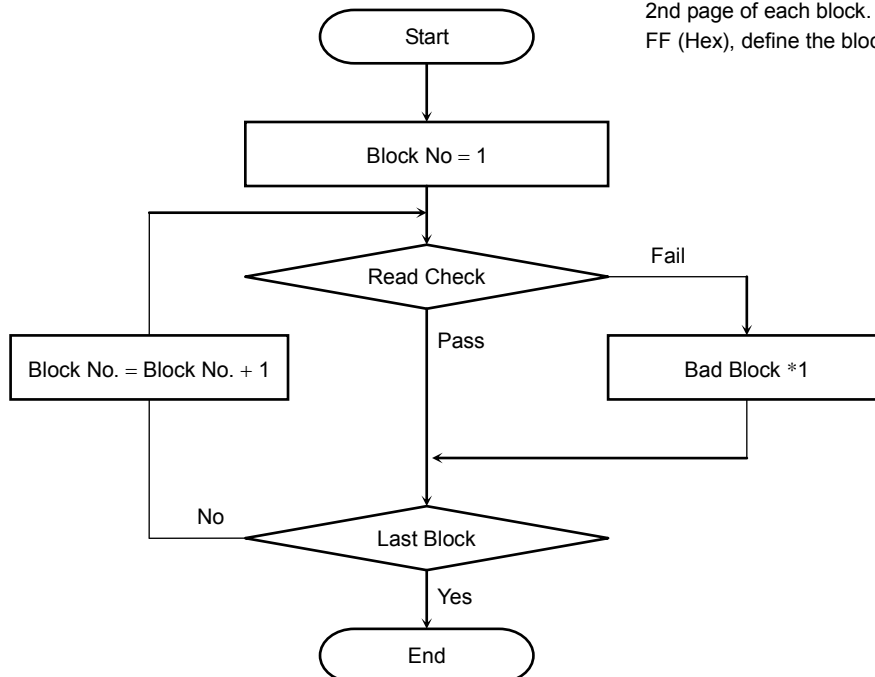 2nd page of each block.
FF (Hex), define the bloc
Start
Block No = 1
Read Check
Fail
Pass
Block No. = Block No. + 1
Bad Block *1
No
Last Block
Yes
End